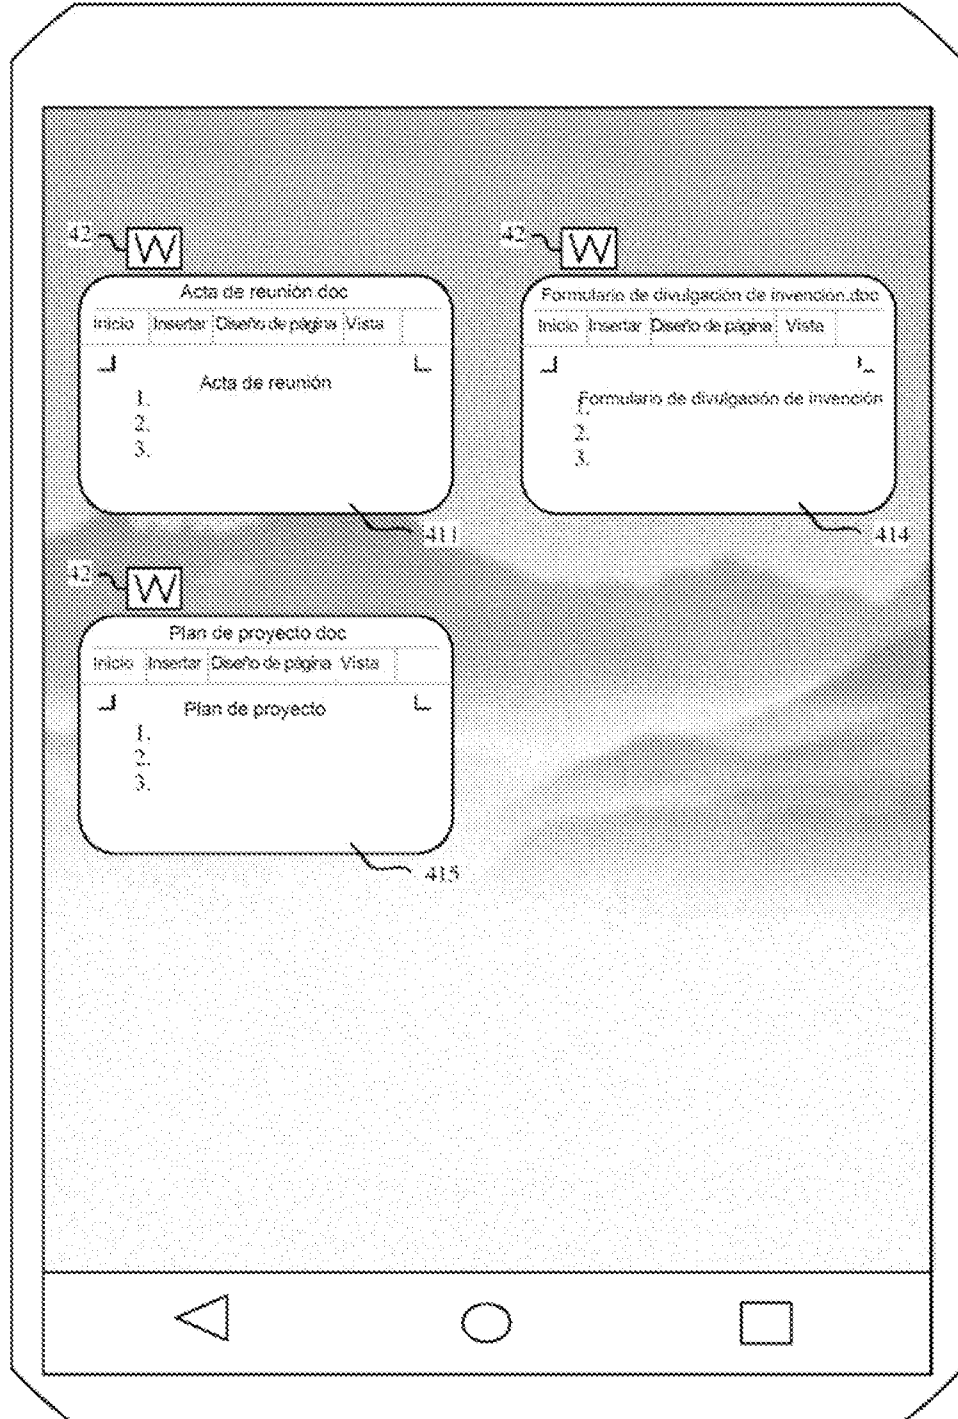 42 W
Acta de reunión.doc
Inicio Insertar Diseño de página Vista
Acta de reunión
1.
2.
3.
411
42 W
Formulario de divulgación de invención.doc
Inicio Insertar Diseño de página Vista
Formulario de divulgación de invención
1.
2.
3.
414
42 W
Plan de proyecto.doc
Inicio Insertar Diseño de página Vista
Plan de proyecto
1.
2.
3.
415